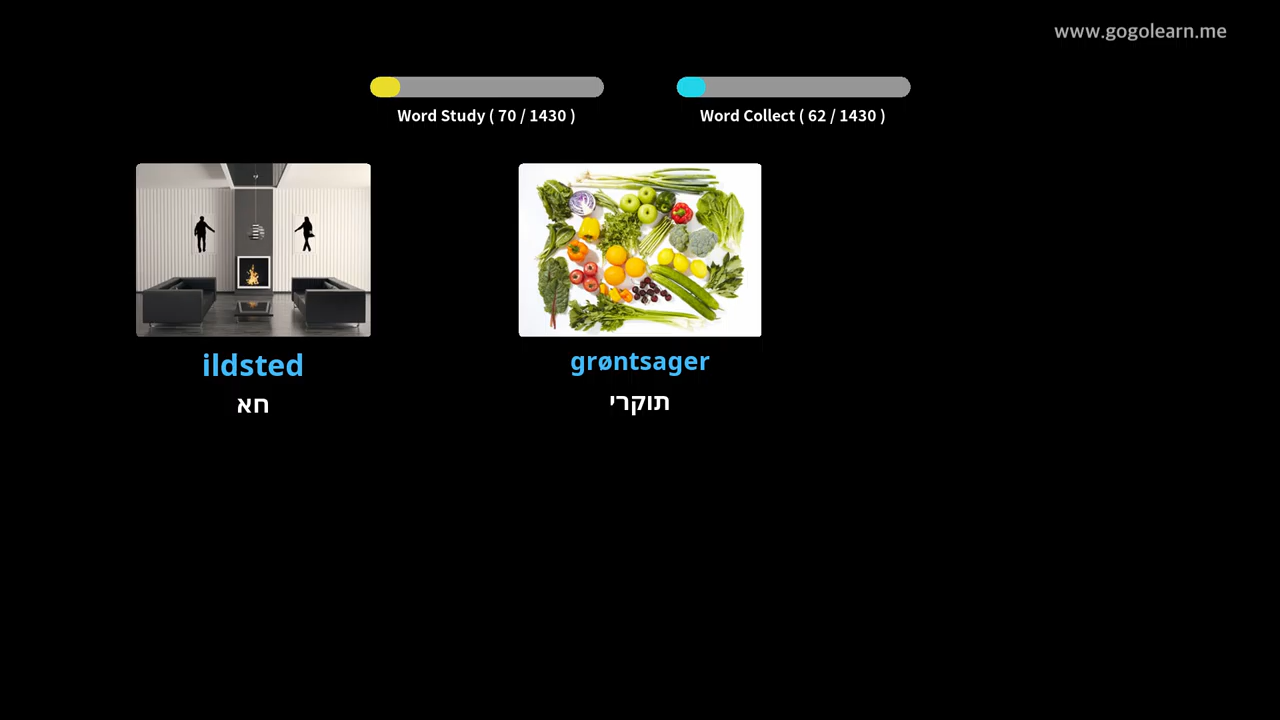 www.gogolearn.me
Word Study ( 70 / 1430 )
Word Collect ( 62 / 1430 )
ildsted
חא
grøntsager
תוקרי